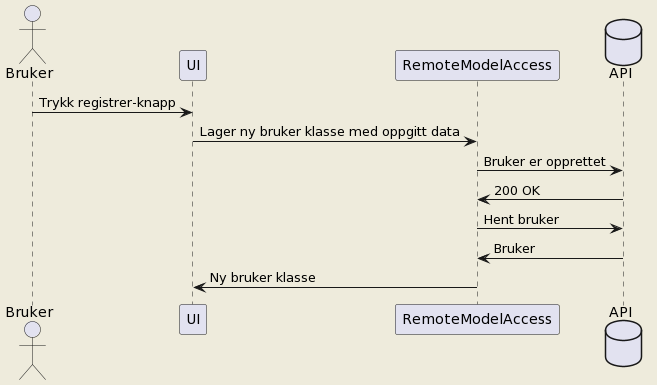 Bruker
UI
RemoteModelAccess
API
Trykk registrer-knapp
Lager ny bruker klasse med oppgitt data
Bruker er opprettet
200 OK
Hent bruker
Bruker
Ny bruker klasse
Bruker
UI
RemoteModelAccess
API